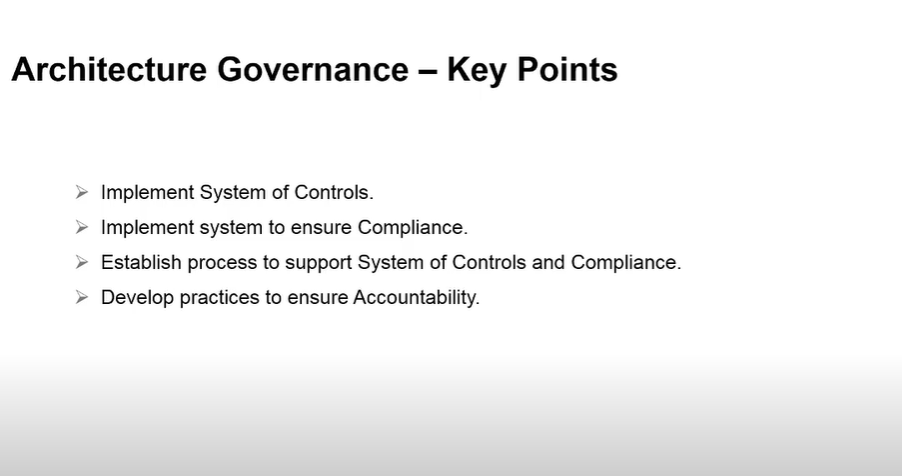 Architecture Governance – Key Points
➢ Implement System of Controls.
➢ Implement system to ensure Compliance.
➢ Establish process to support System of Controls and Compliance.
➢ Develop practices to ensure Accountability.